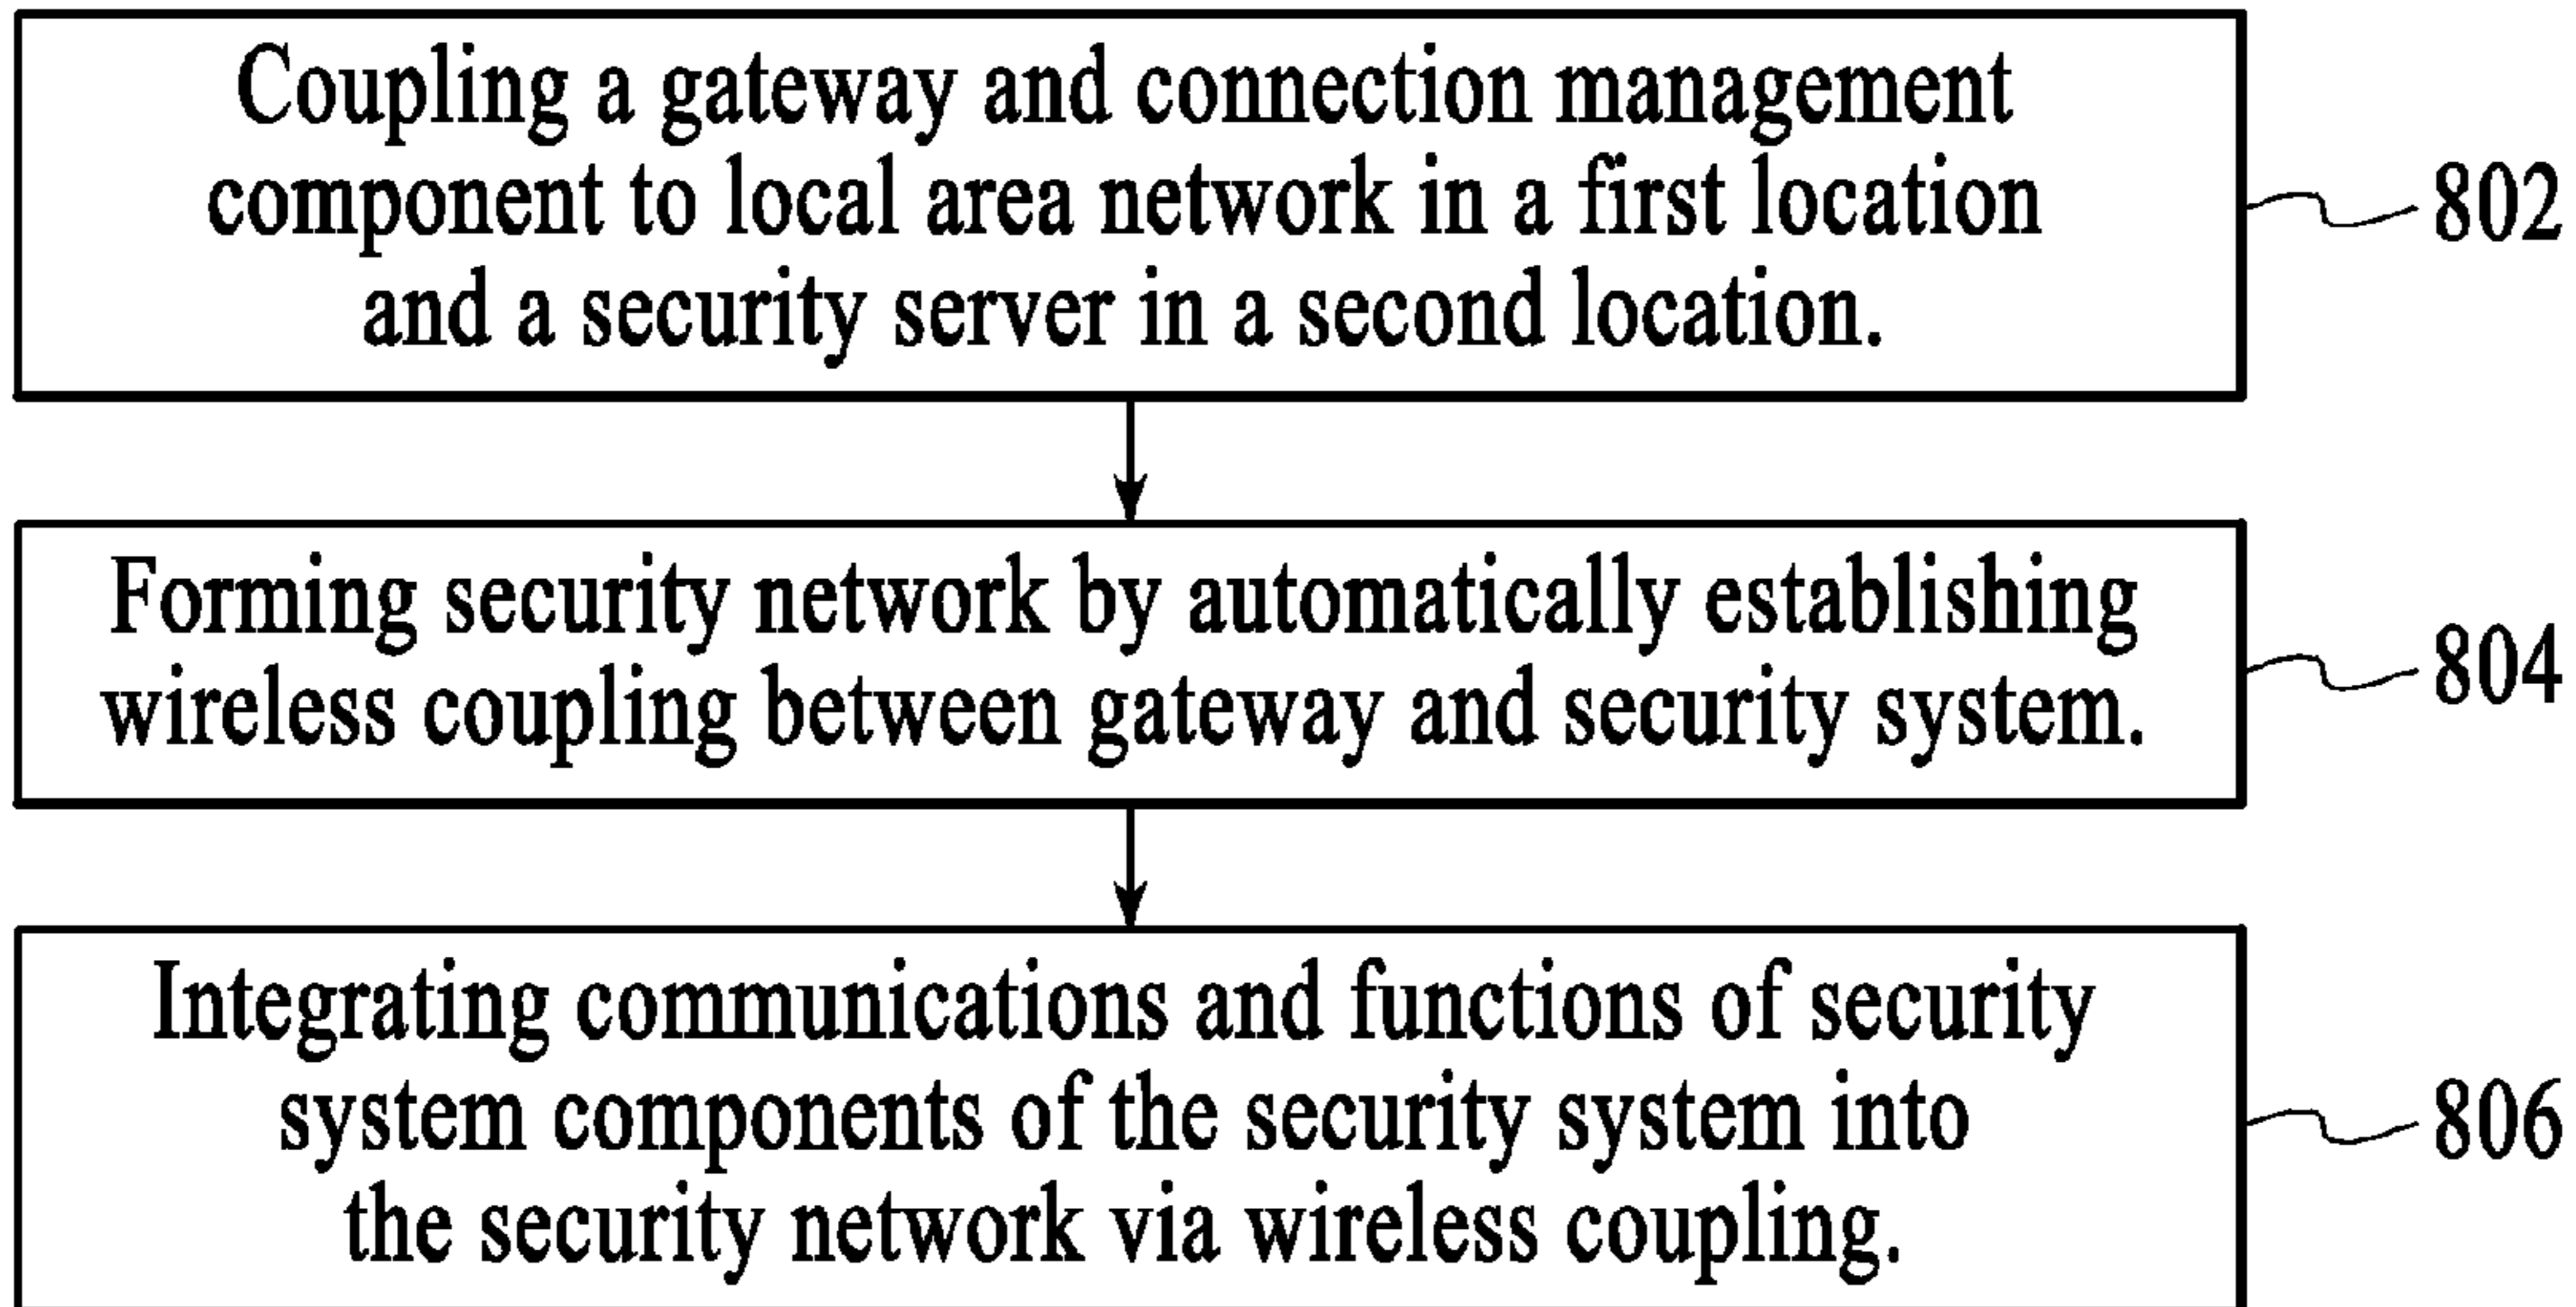 Coupling a gateway and connection management
component to local area network in a first location
and a security server in a second location.
802
Forming security network by automatically establishing
wireless coupling between gateway and security system.
804
Integrating communications and functions of security
system components of the security system into
the security network via wireless coupling.
806